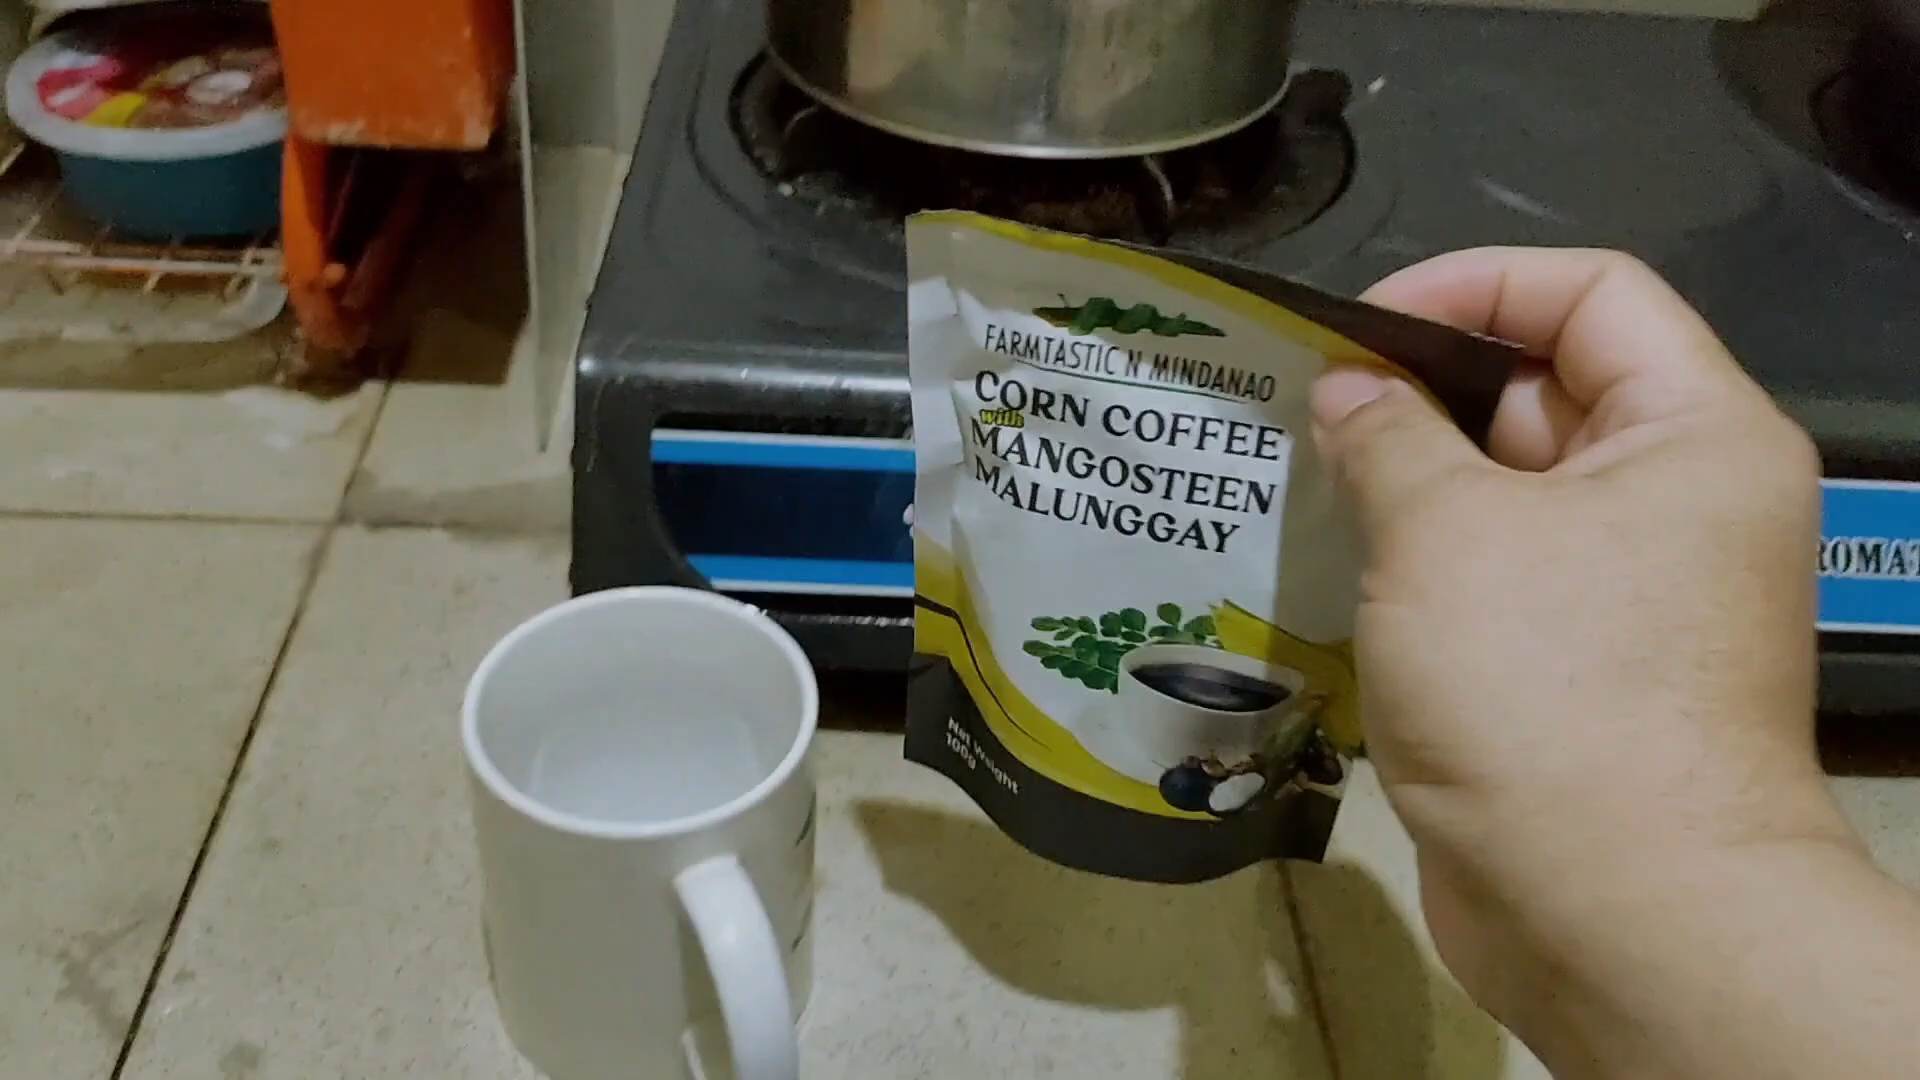 FARMTASTIC N MINDANAO
CORN COFFEE
with
MANGOSTEEN
MALUNGGAY
Net Weight
100g